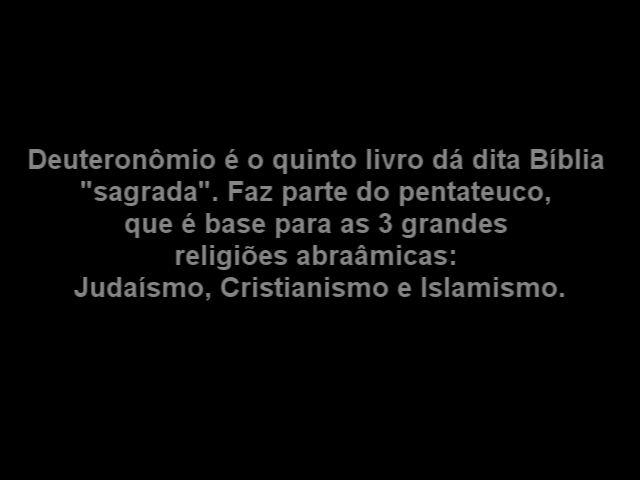 Deuteronômio é o quinto livro dá dita Bíblia
"sagrada". Faz parte do pentateuco,
que é base para as 3 grandes
religiões abraâmicas:
Judaísmo, Cristianismo e Islamismo.